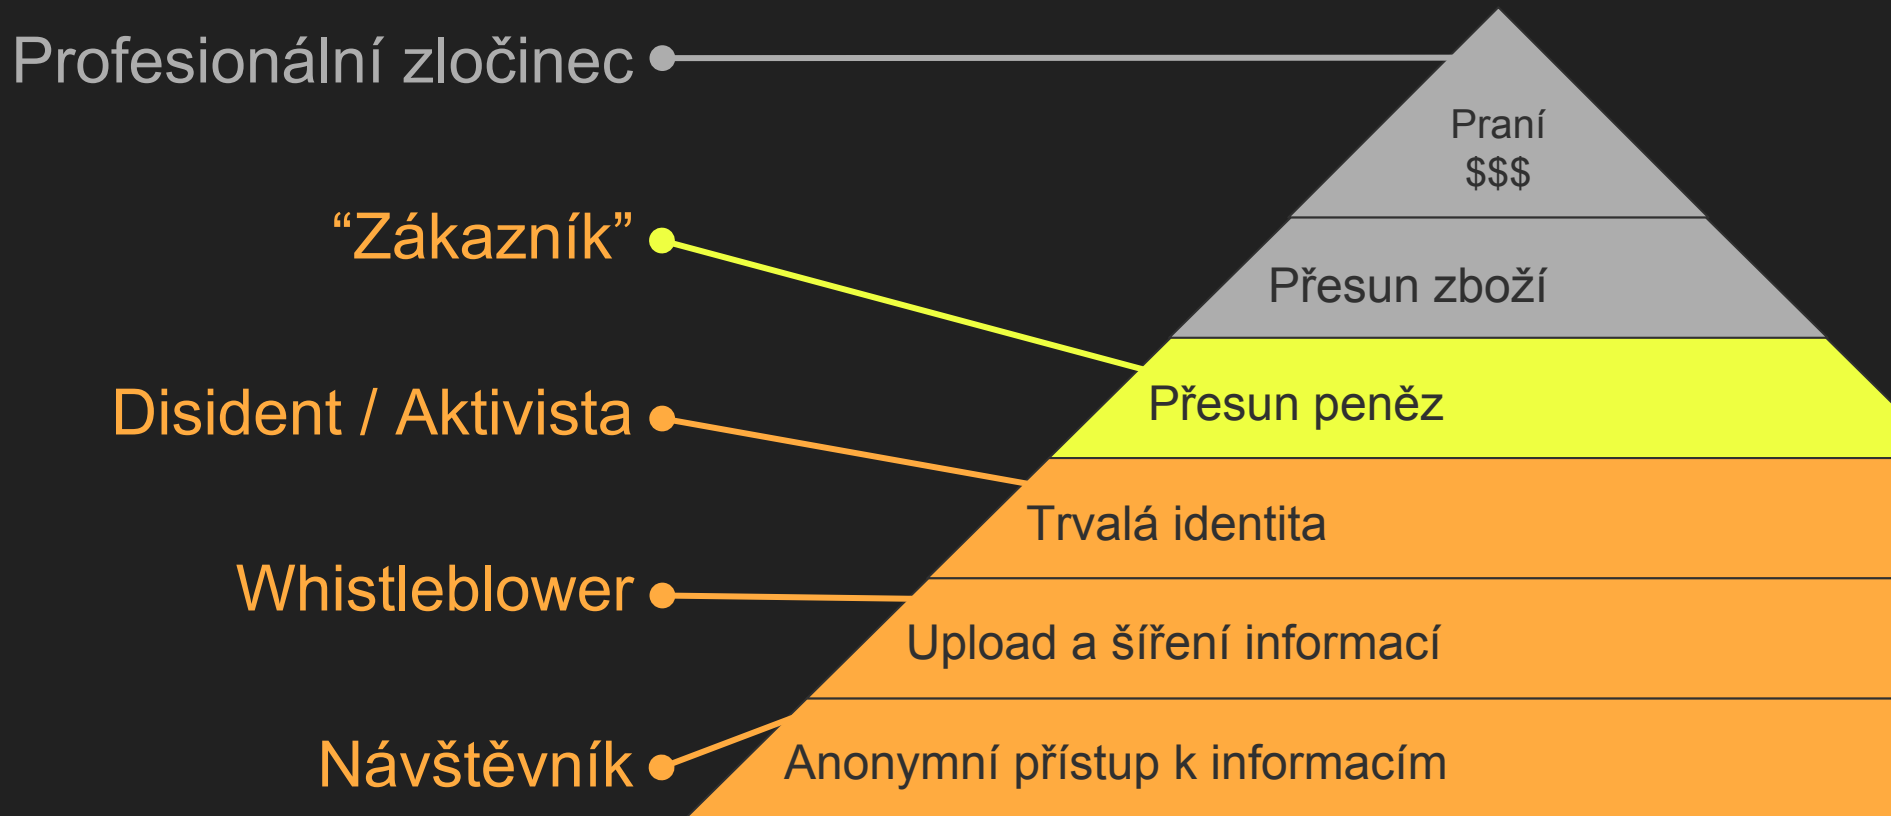 Profesionální zločinec
Praní
$$$
“Zákazník”
Přesun zboží
Přesun peněz
Disident / Aktivista
Trvalá identita
Whistleblower
Upload a šíření informací
Návštěvník
Anonymní přístup k informacím